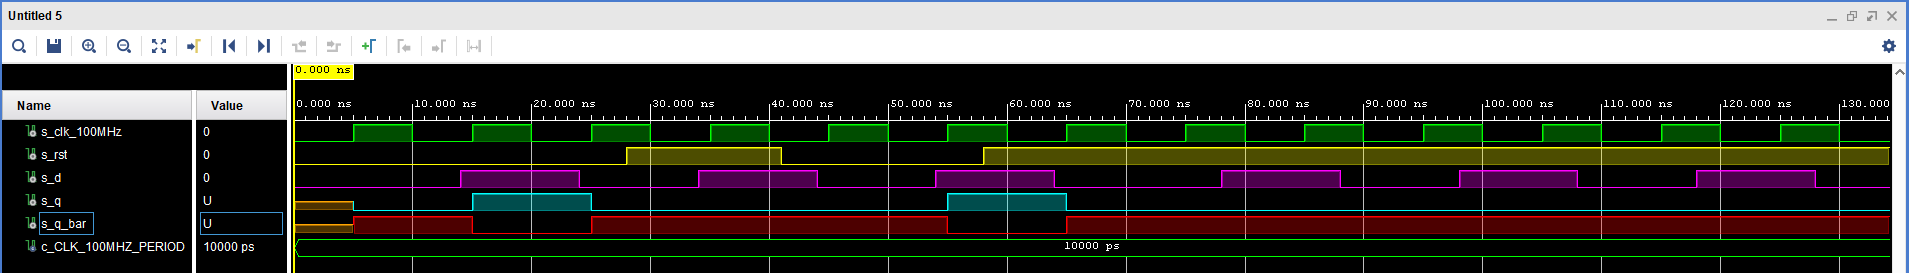 Untitled 5
0.000 ns
0.000 ns 10.000 ns 20.000 ns 30.000 ns 40.000 ns 50.000 ns 60.000 ns 70.000 ns 80.000 ns 90.000 ns 100.000 ns 110.000 ns 120.000 ns 130.000
Name Value
s_clk_100MHz 0
s_rst 0
s_d 0
s_q U
s_q_bar U
c_CLK_100MHZ_PERIOD 10000 ps 10000 ps